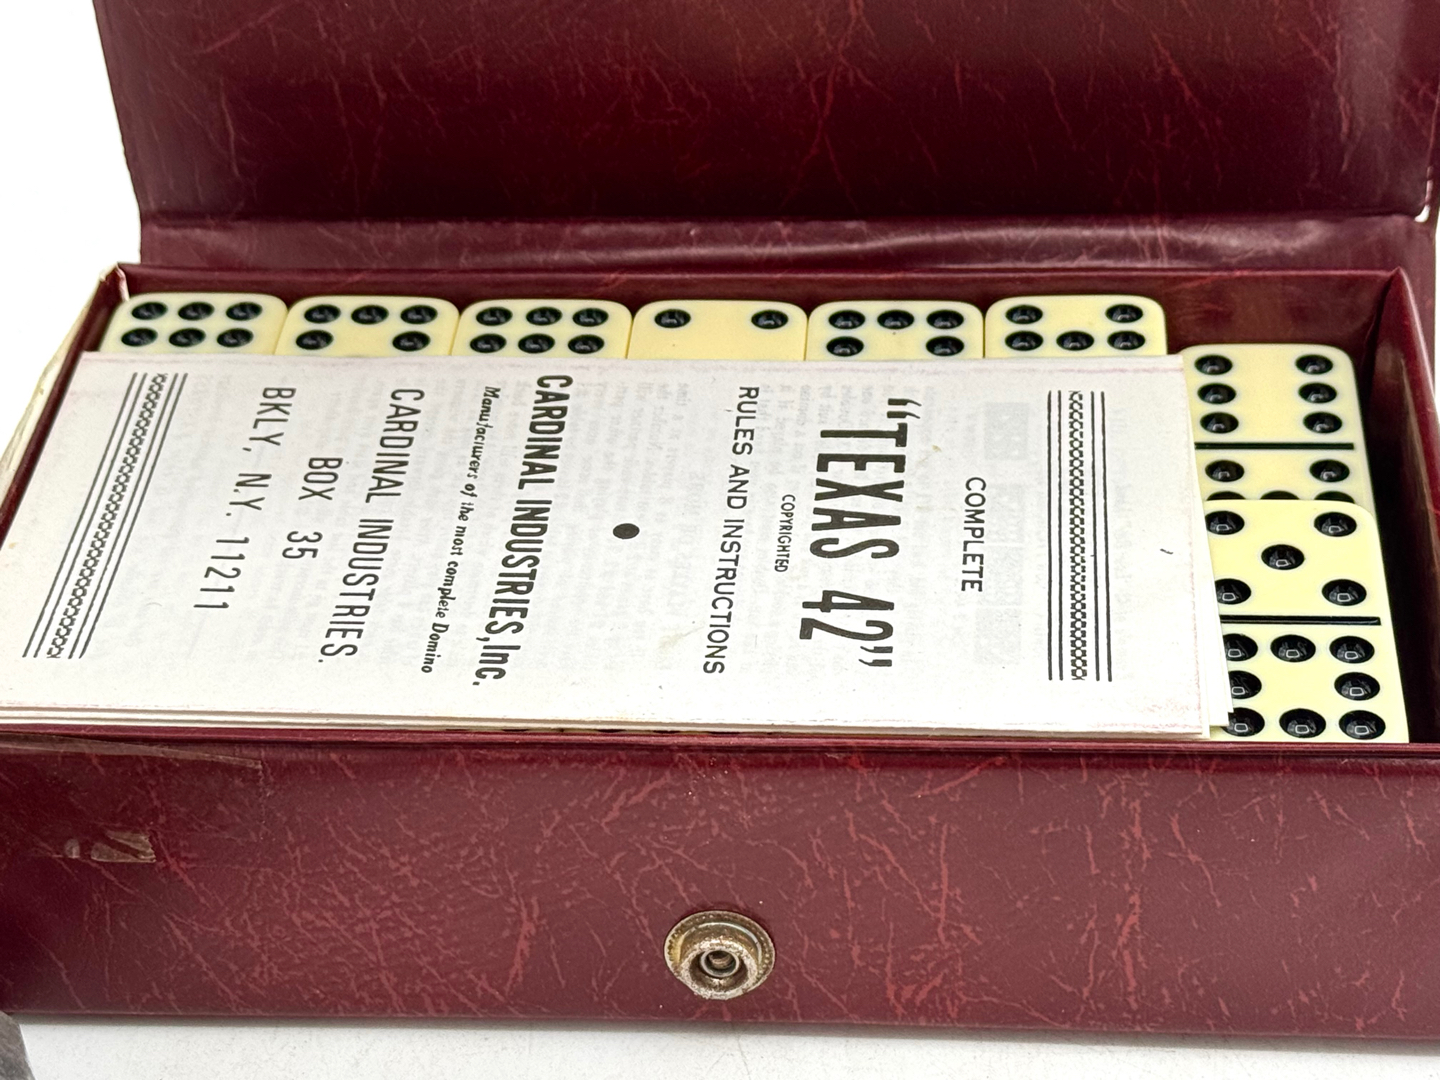 COMPLETE
“TEXAS 42”
COPYRIGHTED
RULES AND INSTRUCTIONS
CARDINAL INDUSTRIES, Inc.
Manufacturers of the most complete Domino
CARDINAL INDUSTRIES.
BOX 35
BKLY, N.Y. 11211